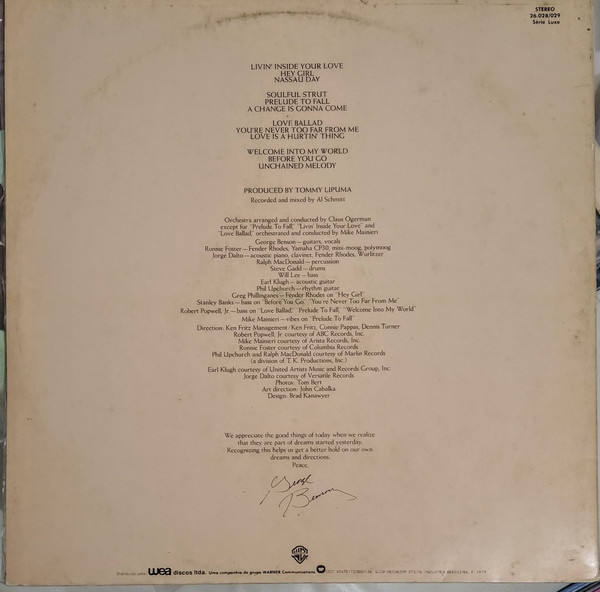 STEREO
26.028/029
Série Luxo
LIVIN' INSIDE YOUR LOVE
HEY GIRL
NASSAU DAY
SOULFUL STRUT
PRELUDE TO FALL
A CHANGE IS GONNA COME
LOVE BALLAD
YOU'RE NEVER TOO FAR FROM ME
LOVE IS A HURTIN' THING
WELCOME INTO MY WORLD
BEFORE YOU GO
UNCHAINED MELODY
PRODUCED BY TOMMY LIPUMA
Recorded and mixed by Al Schmitt
Orchestra arranged and conducted by Claus Ogerman
except for "Prelude To Fall," "Livin' Inside Your Love" and
"Love Ballad," orchestrated and conducted by Mike Mainieri
George Benson—guitars, vocals
Ronnie Foster—Fender Rhodes, Yamaha CP30, mini-moog, polymoog
Jorge Dalto—acoustic piano, clavinet, Fender Rhodes, Wurlitzer
Ralph MacDonald—percussion
Steve Gadd—drums
Will Lee—bass
Earl Klugh—acoustic guitar
Phil Upchurch—rhythm guitar
Greg Phillinganes—Fender Rhodes on "Hey Girl"
Stanley Banks—bass on "Before You Go," "You're Never Too Far From Me"
Robert Popwell, Jr.—bass on "Love Ballad," "Prelude To Fall," "Welcome Into My World"
Mike Mainieri—vibes on "Prelude To Fall"
Direction: Ken Fritz Management/Ken Fritz, Connie Pappas, Dennis Turner
Robert Popwell, Jr. courtesy of ABC Records, Inc.
Mike Mainieri courtesy of Arista Records, Inc.
Ronnie Foster courtesy of Columbia Records
Phil Upchurch and Ralph MacDonald courtesy of Marlin Records
(a division of T. K. Productions, Inc.)
Earl Klugh courtesy of United Artists Music and Records Group, Inc.
Jorge Dalto courtesy of Versatile Records
Photos: Tom Bert
Art direction: John Cabalka
Design: Brad Kanawyer
We appreciate the good things of today when we realize
that they are part of dreams started yesterday.
Recognizing this helps us get a better hold on our own
dreams and directions.
Peace,
George
Benson
wea discos ltda. Uma companhia do grupo WARNER Communications